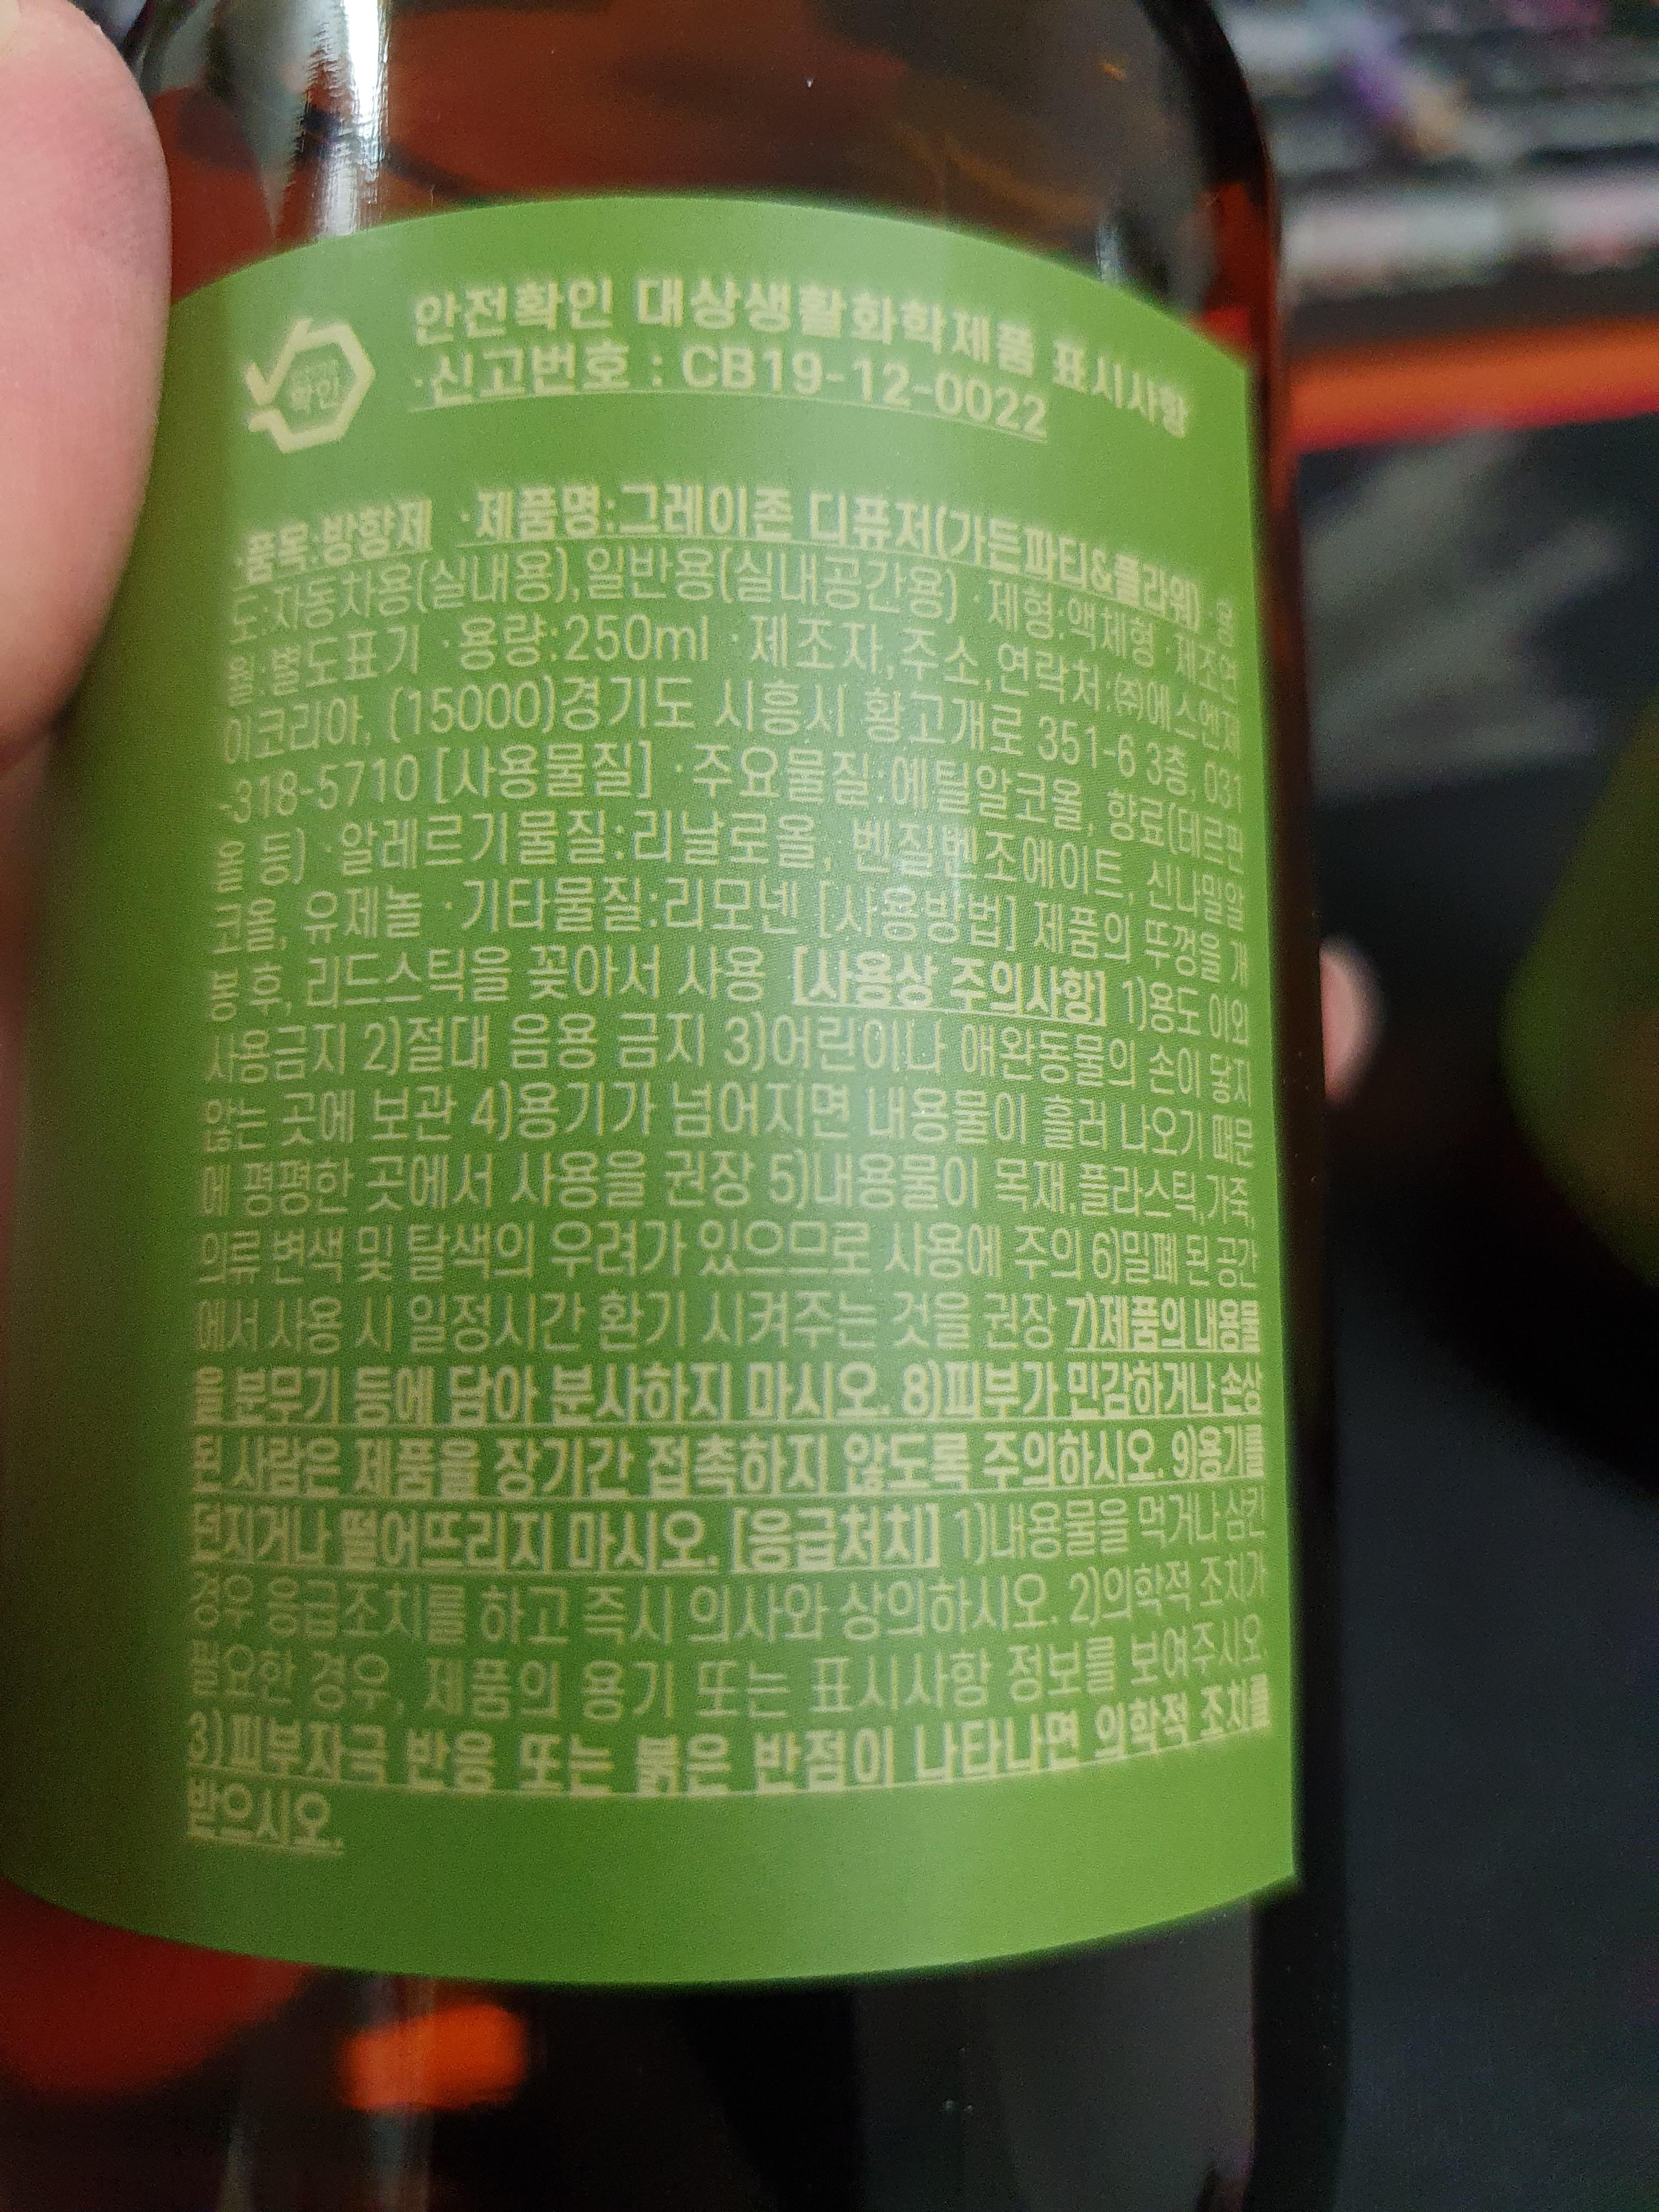 안전확인 대상생활화학제품 표시사항
확인
·신고번호 : CB19-12-0022
·품목:방향제 ·제품명:그레이존 디퓨저(가든파티&플라워) ·용
도:자동차용(실내용),일반용(실내공간용) ·제형:액체형 ·제조연
월:별도표기 ·용량:250ml ·제조자,주소,연락처:㈜에스엔제
이코리아, (15000)경기도 시흥시 황고개로 351-6 3층, 031
-318-5710 [사용물질] ·주요물질:에틸알코올, 향료(테르핀
올 등) ·알레르기물질:리날로올, 벤질벤조에이트, 신나밀알
코올, 유제놀 ·기타물질:리모넨 [사용방법] 제품의 뚜껑을 개
봉 후, 리드스틱을 꽂아서 사용 [사용상 주의사항] 1)용도 이외
사용금지 2)절대 음용 금지 3)어린이나 애완동물의 손이 닿지
않는 곳에 보관 4)용기가 넘어지면 내용물이 흘러 나오기 때문
에 평평한 곳에서 사용을 권장 5)내용물이 목재,플라스틱,가죽,
의류 변색 및 탈색의 우려가 있으므로 사용에 주의 6)밀폐 된 공간
에서 사용 시 일정시간 환기 시켜주는 것을 권장 7)제품의 내용물
을 분무기 등에 담아 분사하지 마시오. 8)피부가 민감하거나 손상
된 사람은 제품을 장기간 접촉하지 않도록 주의하시오. 9)용기를
던지거나 떨어뜨리지 마시오. [응급처치] 1)내용물을 먹거나 삼킨
경우 응급조치를 하고 즉시 의사와 상의하시오. 2)의학적 조치가
필요한 경우, 제품의 용기 또는 표시사항 정보를 보여주시오.
3)피부자극 반응 또는 붉은 반점이 나타나면 의학적 조치를
받으시오.